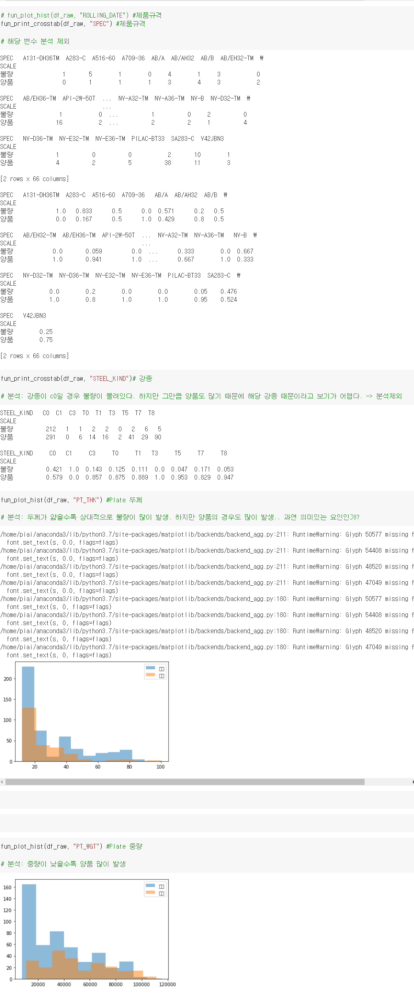 # fun_plot_hist(df_raw, "ROLLING_DATE") #제품규격
fun_print_crosstab(df_raw, "SPEC") #제품규격
# 해당 변수 분석 제외
SPEC A131-DH36TM A283-C A516-60 A709-36 AB/A AB/AH32 AB/B AB/EH32-TM ₩
SCALE
불량 1 5 1 0 4 1 3 0
양품 0 1 1 1 3 4 3 2
SPEC AB/EH36-TM API-2W-50T ... NV-A32-TM NV-A36-TM NV-B NV-D32-TM ₩
SCALE ...
불량 1 0 ... 1 0 2 0
양품 16 2 ... 2 2 1 4
SPEC NV-D36-TM NV-E32-TM NV-E36-TM PILAC-BT33 SA283-C V42JBN3
SCALE
불량 1 0 0 2 10 1
양품 4 2 5 38 11 3
[2 rows x 66 columns]
SPEC A131-DH36TM A283-C A516-60 A709-36 AB/A AB/AH32 AB/B ₩
SCALE
불량 1.0 0.833 0.5 0.0 0.571 0.2 0.5
양품 0.0 0.167 0.5 1.0 0.429 0.8 0.5
SPEC AB/EH32-TM AB/EH36-TM API-2W-50T ... NV-A32-TM NV-A36-TM NV-B ₩
SCALE ...
불량 0.0 0.059 0.0 ... 0.333 0.0 0.667
양품 1.0 0.941 1.0 ... 0.667 1.0 0.333
SPEC NV-D32-TM NV-D36-TM NV-E32-TM NV-E36-TM PILAC-BT33 SA283-C ₩
SCALE
불량 0.0 0.2 0.0 0.0 0.05 0.476
양품 1.0 0.8 1.0 1.0 0.95 0.524
SPEC V42JBN3
SCALE
불량 0.25
양품 0.75
[2 rows x 66 columns]
fun_print_crosstab(df_raw, "STEEL_KIND")# 강종
# 분석: 강종이 c0일 경우 불량이 몰려있다. 하지만 그만큼 양품도 많기 때문에 해당 강종 때문이라고 보기가 어렵다. -> 분석제외
STEEL_KIND C0 C1 C3 T0 T1 T3 T5 T7 T8
SCALE
불량 212 1 1 2 2 0 2 6 5
양품 291 0 6 14 16 2 41 29 90
STEEL_KIND C0 C1 C3 T0 T1 T3 T5 T7 T8
SCALE
불량 0.421 1.0 0.143 0.125 0.111 0.0 0.047 0.171 0.053
양품 0.579 0.0 0.857 0.875 0.889 1.0 0.953 0.829 0.947
fun_plot_hist(df_raw, "PT_THK") #Plate 뚜께
# 분석: 두께가 얇을수록 상대적으로 불량이 많이 발생. 하지만 양품의 경우도 많이 발생.. 과연 의미있는 요인인가?
/home/piai/anaconda3/lib/python3.7/site-packages/matplotlib/backends/backend_agg.py:211: RuntimeWarning: Glyph 50577 missing f
font.set_text(s, 0.0, flags=flags)
/home/piai/anaconda3/lib/python3.7/site-packages/matplotlib/backends/backend_agg.py:211: RuntimeWarning: Glyph 54408 missing f
font.set_text(s, 0.0, flags=flags)
/home/piai/anaconda3/lib/python3.7/site-packages/matplotlib/backends/backend_agg.py:211: RuntimeWarning: Glyph 48520 missing f
font.set_text(s, 0.0, flags=flags)
/home/piai/anaconda3/lib/python3.7/site-packages/matplotlib/backends/backend_agg.py:211: RuntimeWarning: Glyph 47049 missing f
font.set_text(s, 0.0, flags=flags)
/home/piai/anaconda3/lib/python3.7/site-packages/matplotlib/backends/backend_agg.py:180: RuntimeWarning: Glyph 50577 missing f
font.set_text(s, 0, flags=flags)
/home/piai/anaconda3/lib/python3.7/site-packages/matplotlib/backends/backend_agg.py:180: RuntimeWarning: Glyph 54408 missing f
font.set_text(s, 0, flags=flags)
/home/piai/anaconda3/lib/python3.7/site-packages/matplotlib/backends/backend_agg.py:180: RuntimeWarning: Glyph 48520 missing f
font.set_text(s, 0, flags=flags)
/home/piai/anaconda3/lib/python3.7/site-packages/matplotlib/backends/backend_agg.py:180: RuntimeWarning: Glyph 47049 missing f
font.set_text(s, 0, flags=flags)
200
150
100
50
0
20 40 60 80 100
fun_plot_hist(df_raw, "PT_WGT") #Plate 중량
# 분석: 중량이 낮을수록 양품 많이 발생
160
140
120
100
80
60
40
20
0
20000 40000 60000 80000 100000 120000